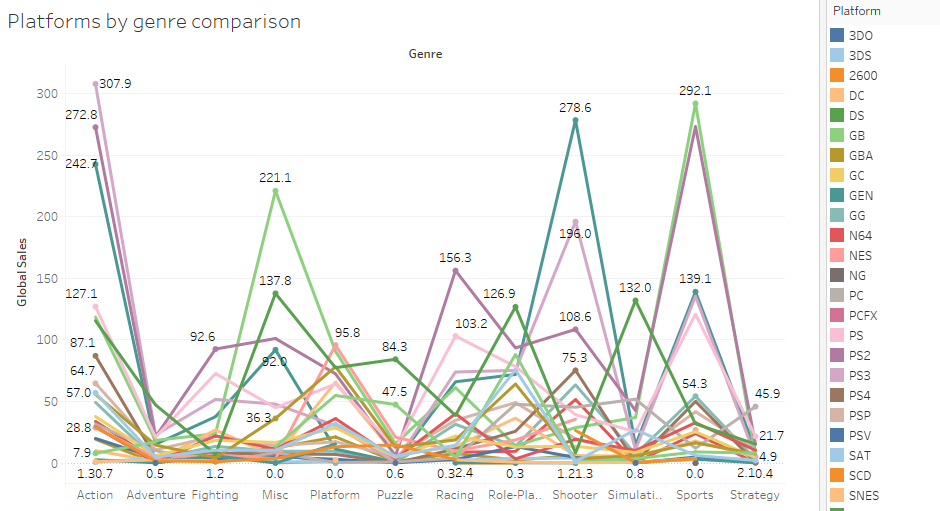 Platforms by genre comparison
Genre
Global Sales
300
250
200
150
100
50
0
307.9
272.8
242.7
127.1
87.1
64.7
57.0
28.8
7.9
1.30.7
0.5
92.6
1.2
221.1
137.8
92.0
36.3
0.0
95.8
0.0
84.3
47.5
0.6
156.3
103.2
0.32.4
126.9
0.3
278.6
196.0
108.6
75.3
1.21.3
132.0
0.8
292.1
139.1
54.3
0.0
45.9
21.7
4.9
2.10.4
Action Adventure Fighting Misc Platform Puzzle Racing Role-Pla.. Shooter Simulati.. Sports Strategy
Platform
3DO
3DS
2600
DC
DS
GB
GBA
GC
GEN
GG
N64
NES
NG
PC
PCFX
PS
PS2
PS3
PS4
PSP
PSV
SAT
SCD
SNES